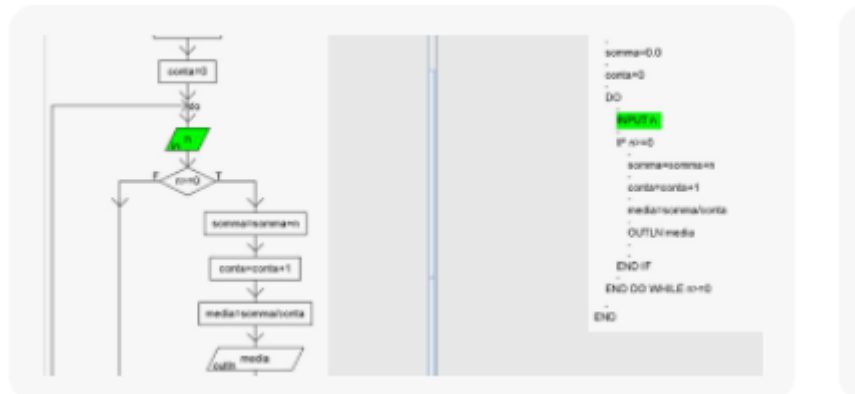 conta=0
do
n
in
F n>=0 T
somma=somma+n
conta=conta+1
media=somma/conta
media
outln
somma=0.0
conta=0
DO
INPUT n
IF n>=0
somma=somma+n
conta=conta+1
media=somma/conta
OUTLN media
END IF
END DO WHILE n>=0
END